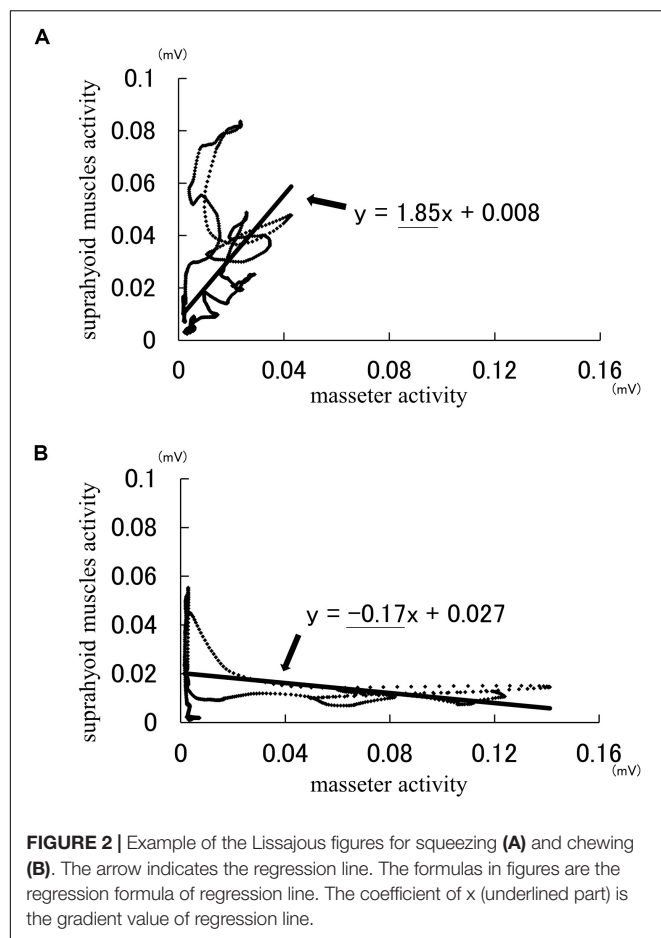 A
(mV)
0.1
0.08
0.06
0.04
0.02
0
suprahyoid muscles activity
y = 1.85x + 0.008
0 0.04 0.08 0.12 0.16
(mV)
masseter activity
B
(mV)
0.1
0.08
0.06
0.04
0.02
0
suprahyoid muscles activity
y = −0.17x + 0.027
0 0.04 0.08 0.12 0.16
(mV)
masseter activity
FIGURE 2 | Example of the Lissajous figures for squeezing (A) and chewing
(B). The arrow indicates the regression line. The formulas in figures are the
regression formula of regression line. The coefficient of x (underlined part) is
the gradient value of regression line.